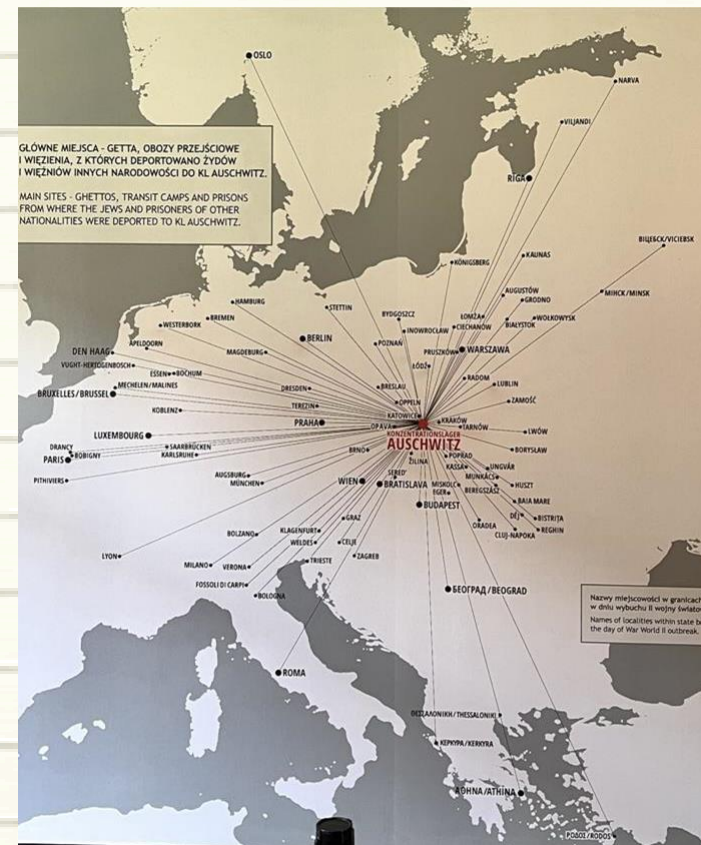 OSLO
NARVA
VILJANDI
GŁÓWNE MIEJSCA - GETTA, OBOZY PRZEJŚCIOWE
I WIĘZIENIA, Z KTÓRYCH DEPORTOWANO ŻYDÓW
I WIĘŹNIÓW INNYCH NARODOWOŚCI DO KL AUSCHWITZ.
MAIN SITES - GHETTOS, TRANSIT CAMPS AND PRISONS
FROM WHERE THE JEWS AND PRISONERS OF OTHER
NATIONALITIES WERE DEPORTED TO KL AUSCHWITZ.
RIGA
ВІЦЕБСК/VICIEBSK
KAUNAS
KÖNIGSBERG
AUGUSTÓW
GRODNO
МІНСК/MINSK
HAMBURG
STETTIN
BREMEN
WESTERBORK
BYDGOSZCZ
ŁOMŻA
WOŁKOWYSK
BIAŁYSTOK
INOWROCŁAW
CIECHANÓW
BERLIN
POZNAŃ
APELDOORN
DEN HAAG
MAGDEBURG
PRUSZKÓW
WARSZAWA
VUGHT-HERTOGENBOSCH
ESSEN
BOCHUM
ŁÓDŹ
RADOM
LUBLIN
MECHELEN/MALINES
BRUXELLES/BRUSSEL
DRESDEN
BRESLAU
ZAMOŚĆ
KOBLENZ
TEREZIN
OPPELN
KATOWICE
PRAHA
OPAVA
KRAKÓW
TARNÓW
LWÓW
KONZENTRATIONSLAGER
AUSCHWITZ
LUXEMBOURG
DRANCY
BOBIGNY
PARIS
SAARBRÜCKEN
KARLSRUHE
BRNO
ŽILINA
POPRAD
BORYSŁAW
KASSA
UNGVÁR
PITHIVIERS
AUGSBURG
MÜNCHEN
WIEN
SEREĎ
BRATISLAVA
MISKOLC
MUNKÁCS
EGER
BEREGSZÁSZ
HUSZT
BUDAPEST
BAIA MARE
GRAZ
DEJ
BISTRIȚA
ORADEA
REGHIN
CLUJ-NAPOKA
BOLZANO
KLAGENFURT
WELDES
CELJE
LYON
TRIESTE
ZAGREB
MILANO
VERONA
FOSSOLI DI CARPI
BOLOGNA
БЕОГРАД/BEOGRAD
Nazwy miejscowości w granicach
w dniu wybuchu II wojny świato
Names of localities within state b
the day of War World II outbreak.
ROMA
ΘΕΣΣΑΛΟΝΙΚΗ/THESSALONIKI
ΚΕΡΚΥΡΑ/KERKYRA
ΑΘΗΝΑ/ATHINA
ΡΟΔΟΣ/RODOS